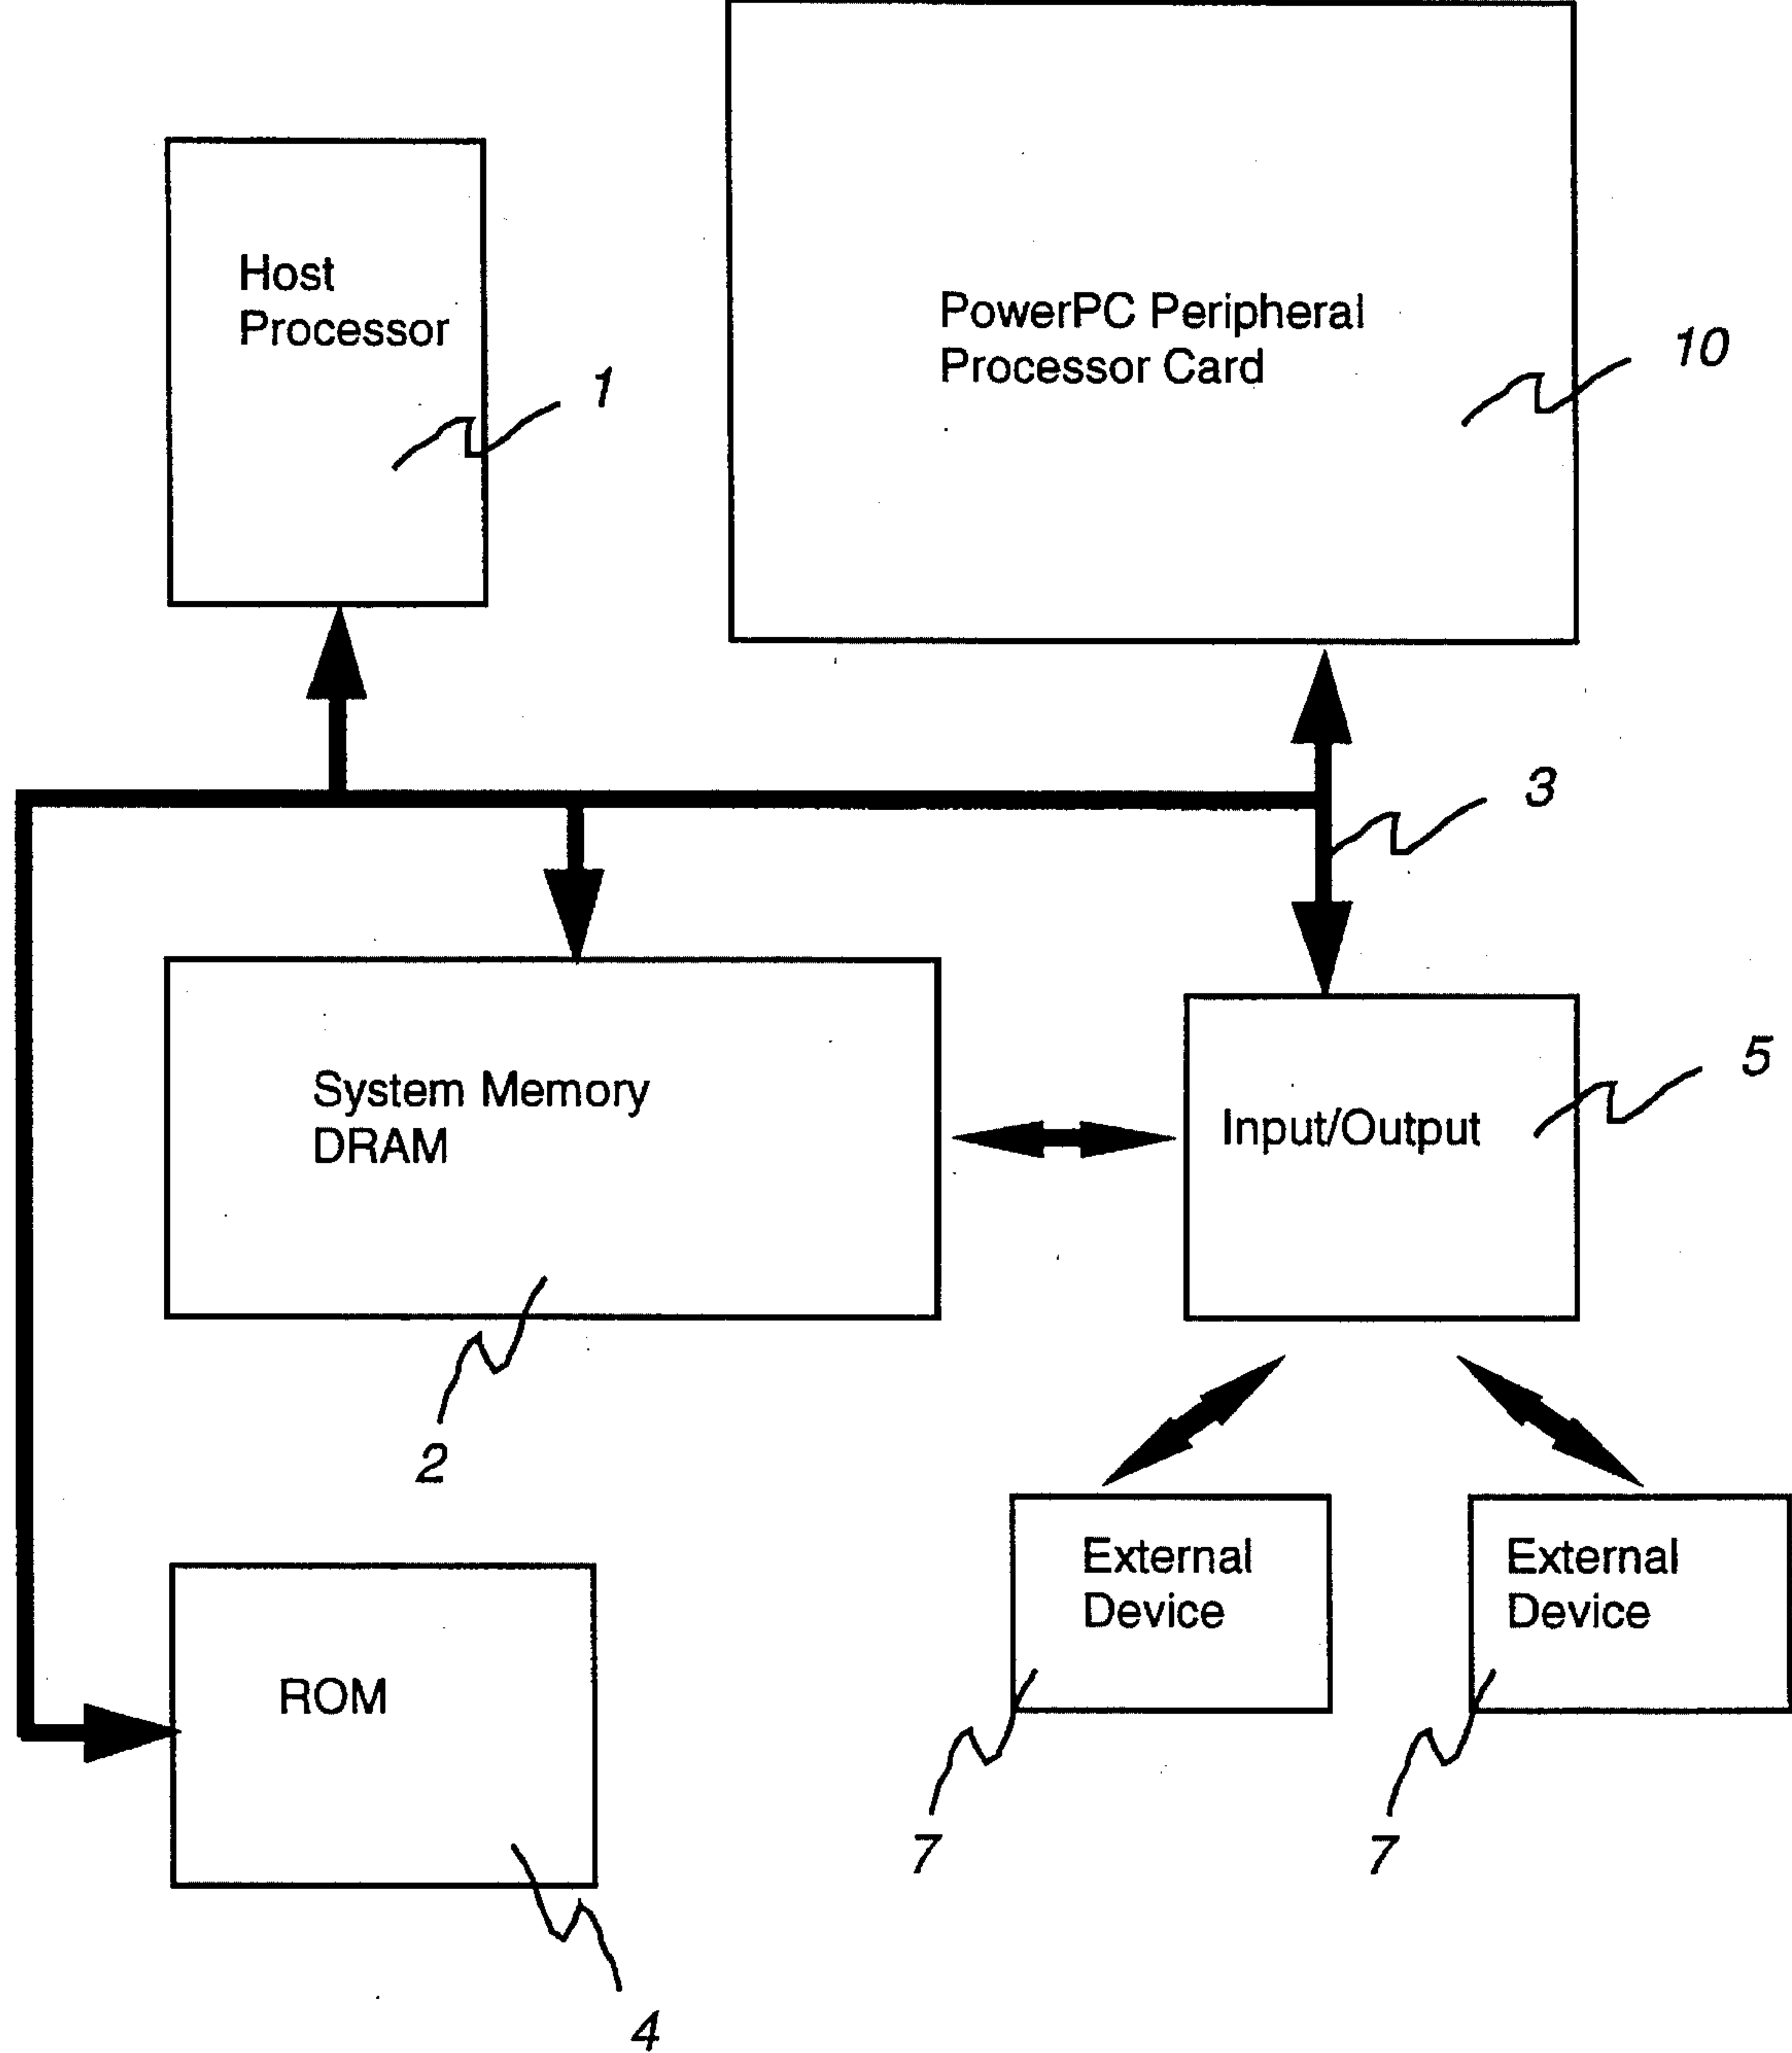 Host
Processor
1
PowerPC Peripheral
Processor Card
10
3
System Memory
DRAM
2
Input/Output
5
External
Device
7
External
Device
7
ROM
4